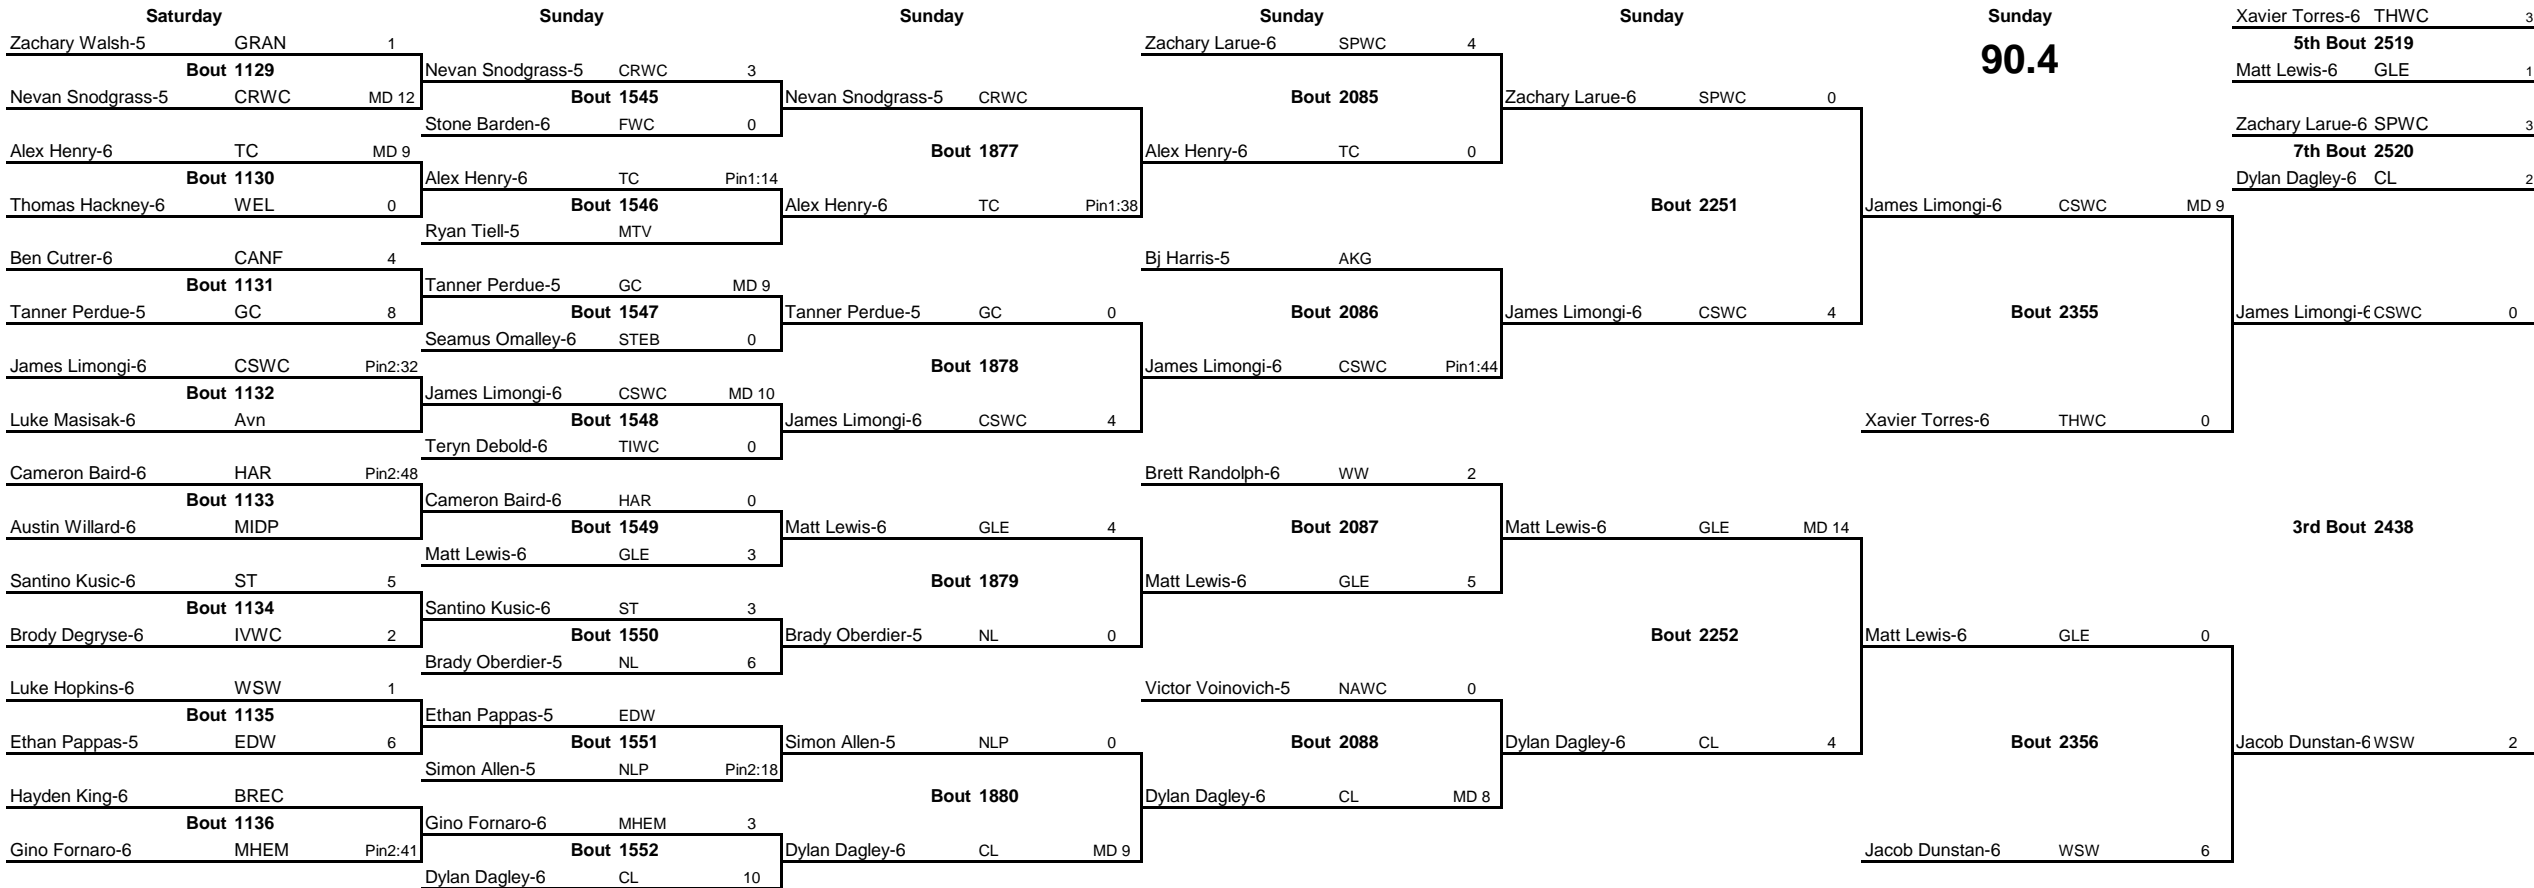 Saturday Sunday Sunday Sunday Sunday Sunday Xavier Torres-6 THWC 3
Zachary Walsh-5 GRAN 1 Zachary Larue-6 SPWC 4 90.4 5th Bout 2519
Bout 1129 Nevan Snodgrass-5 CRWC 3 Matt Lewis-6 GLE 1
Nevan Snodgrass-5 CRWC MD 12 Bout 1545 Nevan Snodgrass-5 CRWC Bout 2085 Zachary Larue-6 SPWC 0
Stone Barden-6 FWC 0 Zachary Larue-6 SPWC 3
Alex Henry-6 TC MD 9 Bout 1877 Alex Henry-6 TC 0 7th Bout 2520
Bout 1130 Alex Henry-6 TC Pin1:14 Dylan Dagley-6 CL 2
Thomas Hackney-6 WEL 0 Bout 1546 Alex Henry-6 TC Pin1:38 Bout 2251 James Limongi-6 CSWC MD 9
Ryan Tiell-5 MTV
Ben Cutrer-6 CANF 4 Bj Harris-5 AKG
Bout 1131 Tanner Perdue-5 GC MD 9
Tanner Perdue-5 GC 8 Bout 1547 Tanner Perdue-5 GC 0 Bout 2086 James Limongi-6 CSWC 4 Bout 2355 James Limongi-6 CSWC 0
Seamus Omalley-6 STEB 0
James Limongi-6 CSWC Pin2:32 Bout 1878 James Limongi-6 CSWC Pin1:44
Bout 1132 James Limongi-6 CSWC MD 10
Luke Masisak-6 Avn Bout 1548 James Limongi-6 CSWC 4 Xavier Torres-6 THWC 0
Teryn Debold-6 TIWC 0
Cameron Baird-6 HAR Pin2:48 Brett Randolph-6 WW 2
Bout 1133 Cameron Baird-6 HAR 0
Austin Willard-6 MIDP Bout 1549 Matt Lewis-6 GLE 4 Bout 2087 Matt Lewis-6 GLE MD 14 3rd Bout 2438
Matt Lewis-6 GLE 3
Santino Kusic-6 ST 5 Bout 1879 Matt Lewis-6 GLE 5
Bout 1134 Santino Kusic-6 ST 3
Brody Degryse-6 IVWC 2 Bout 1550 Brady Oberdier-5 NL 0 Bout 2252 Matt Lewis-6 GLE 0
Brady Oberdier-5 NL 6
Luke Hopkins-6 WSW 1 Victor Voinovich-5 NAWC 0
Bout 1135 Ethan Pappas-5 EDW
Ethan Pappas-5 EDW 6 Bout 1551 Simon Allen-5 NLP 0 Bout 2088 Dylan Dagley-6 CL 4 Bout 2356 Jacob Dunstan-6 WSW 2
Simon Allen-5 NLP Pin2:18
Hayden King-6 BREC Bout 1880 Dylan Dagley-6 CL MD 8
Bout 1136 Gino Fornaro-6 MHEM 3
Gino Fornaro-6 MHEM Pin2:41 Bout 1552 Dylan Dagley-6 CL MD 9 Jacob Dunstan-6 WSW 6
Dylan Dagley-6 CL 10